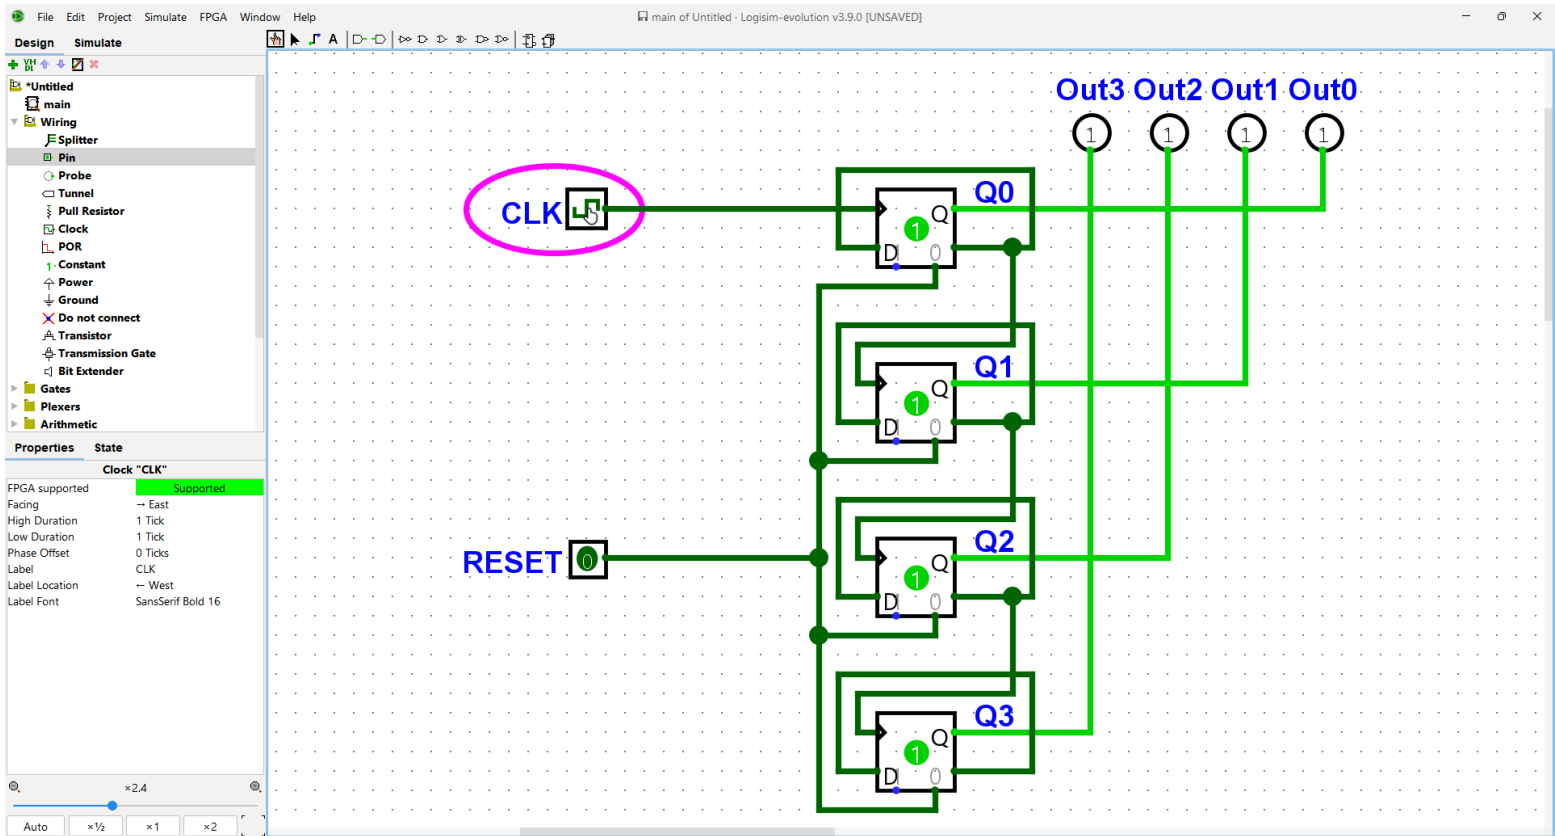 File Edit Project Simulate FPGA Window Help
main of Untitled · Logisim-evolution v3.9.0 [UNSAVED]
Design Simulate
A
VH
DL
*Untitled
main
Wiring
Splitter
Pin
Probe
Tunnel
Pull Resistor
Clock
POR
Constant
Power
Ground
Do not connect
Transistor
Transmission Gate
Bit Extender
Gates
Plexers
Arithmetic
Properties State
Clock "CLK"
FPGA supported Supported
Facing → East
High Duration 1 Tick
Low Duration 1 Tick
Phase Offset 0 Ticks
Label CLK
Label Location ← West
Label Font SansSerif Bold 16
×2.4
Auto ×½ ×1 ×2
Out3 Out2 Out1 Out0
1 1 1 1
CLK
Q0
Q
1
D 0
Q1
Q
1
D 0
RESET 0
Q2
Q
1
D 0
Q3
Q
1
D 0